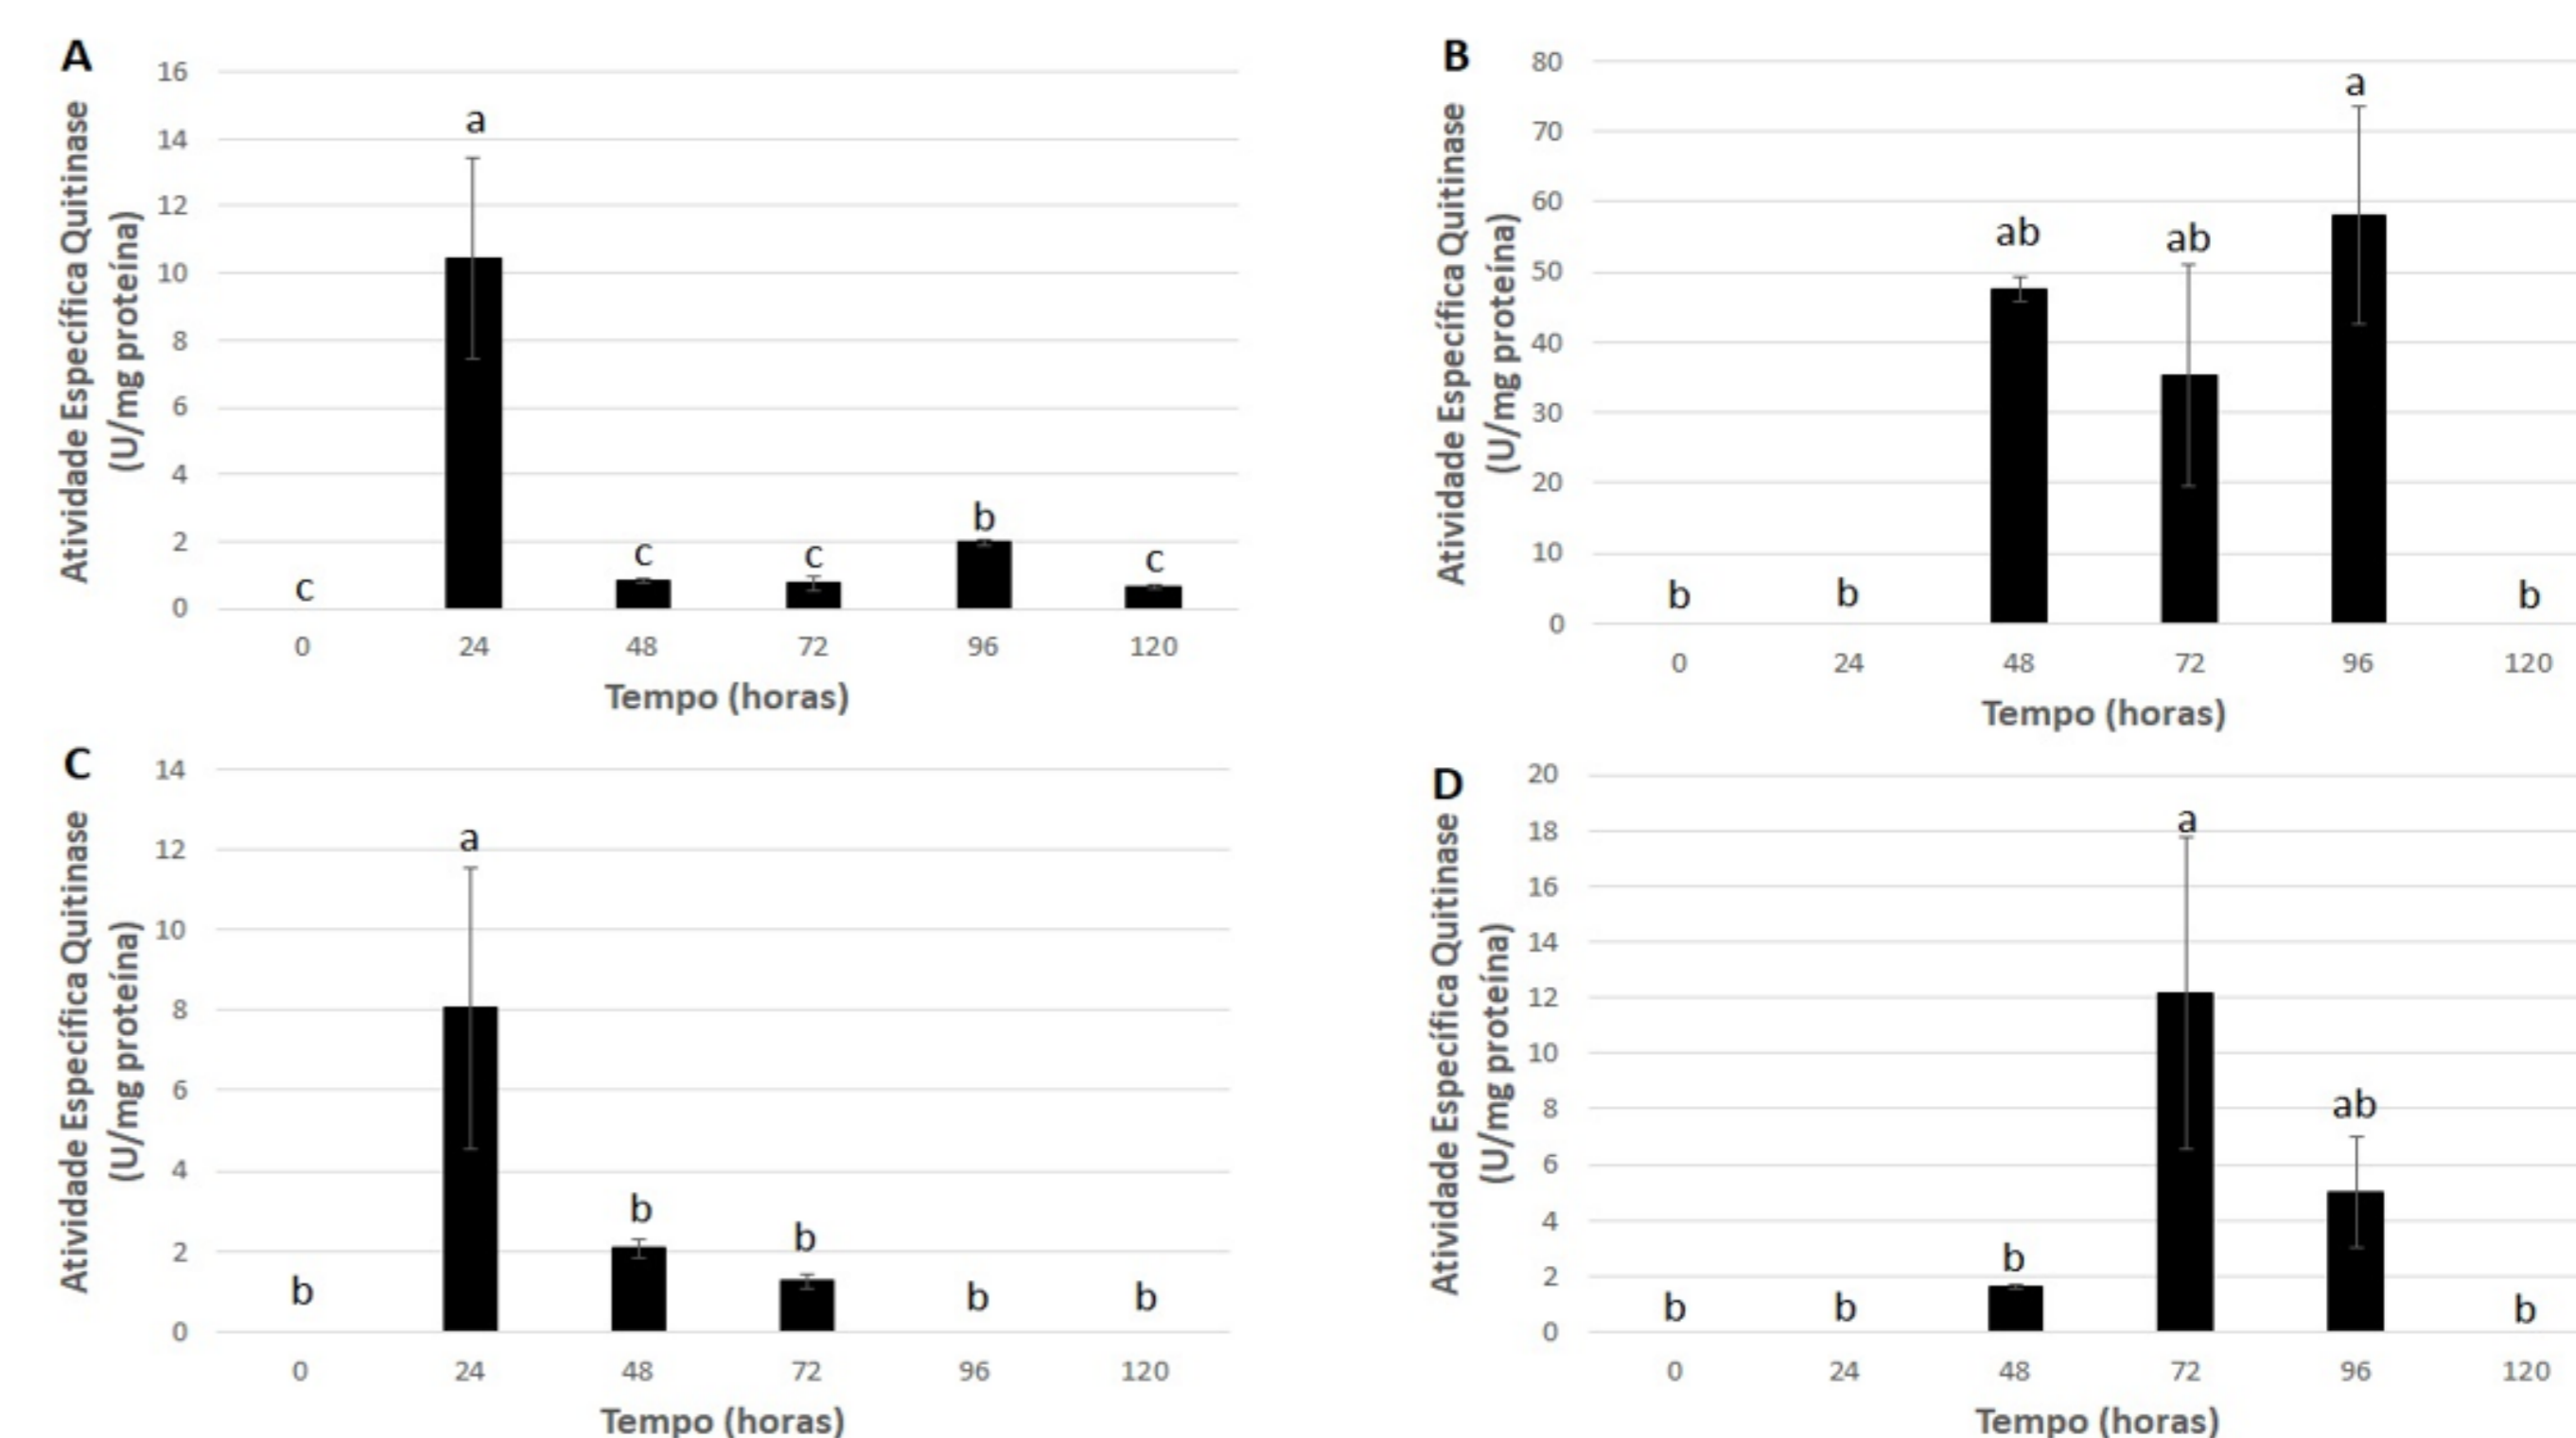 A
Atividade Específica Quitinase
(U/mg proteína)
16
14
12
10
8
6
4
2
0
a
c
c
c
b
c
0 24 48 72 96 120
Tempo (horas)
B
Atividade Específica Quitinase
(U/mg proteína)
80
70
60
50
40
30
20
10
0
a
ab
ab
b
b
b
0 24 48 72 96 120
Tempo (horas)
C
Atividade Específica Quitinase
(U/mg proteína)
14
12
10
8
6
4
2
0
a
b
b
b
b
b
0 24 48 72 96 120
Tempo (horas)
D
Atividade Específica Quitinase
(U/mg proteína)
20
18
16
14
12
10
8
6
4
2
0
a
ab
b
b
b
b
0 24 48 72 96 120
Tempo (horas)